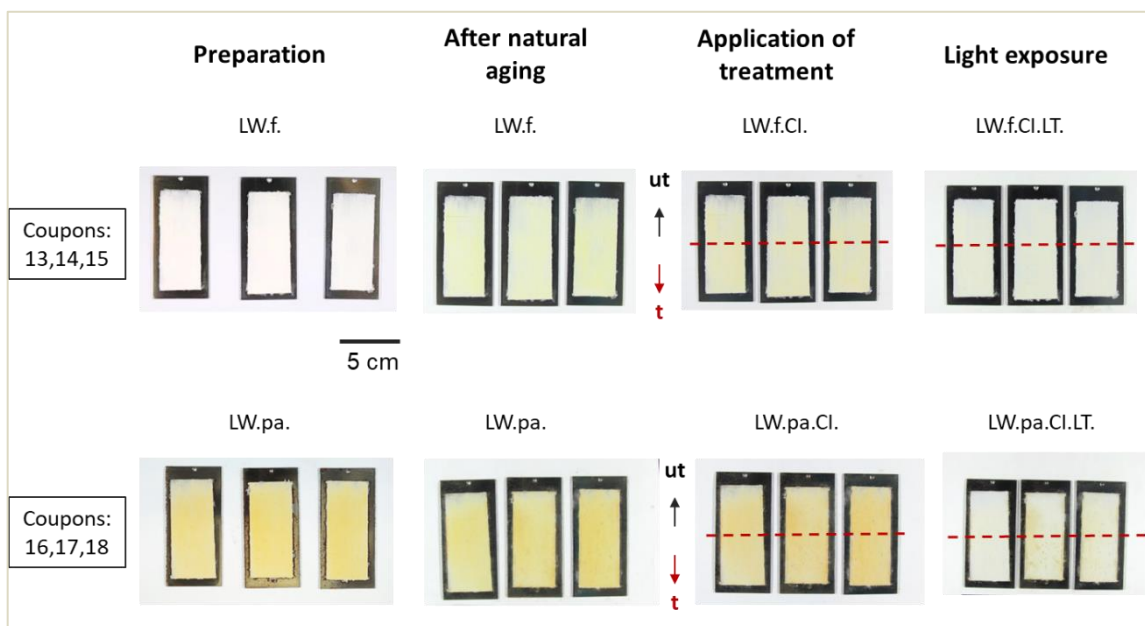 Preparation
After natural
aging
Application of
treatment
Light exposure
LW.f.
LW.f.
LW.f.CI.
LW.f.CI.LT.
Coupons:
13,14,15
ut
t
5 cm
LW.pa.
LW.pa.
LW.pa.CI.
LW.pa.CI.LT.
Coupons:
16,17,18
ut
t